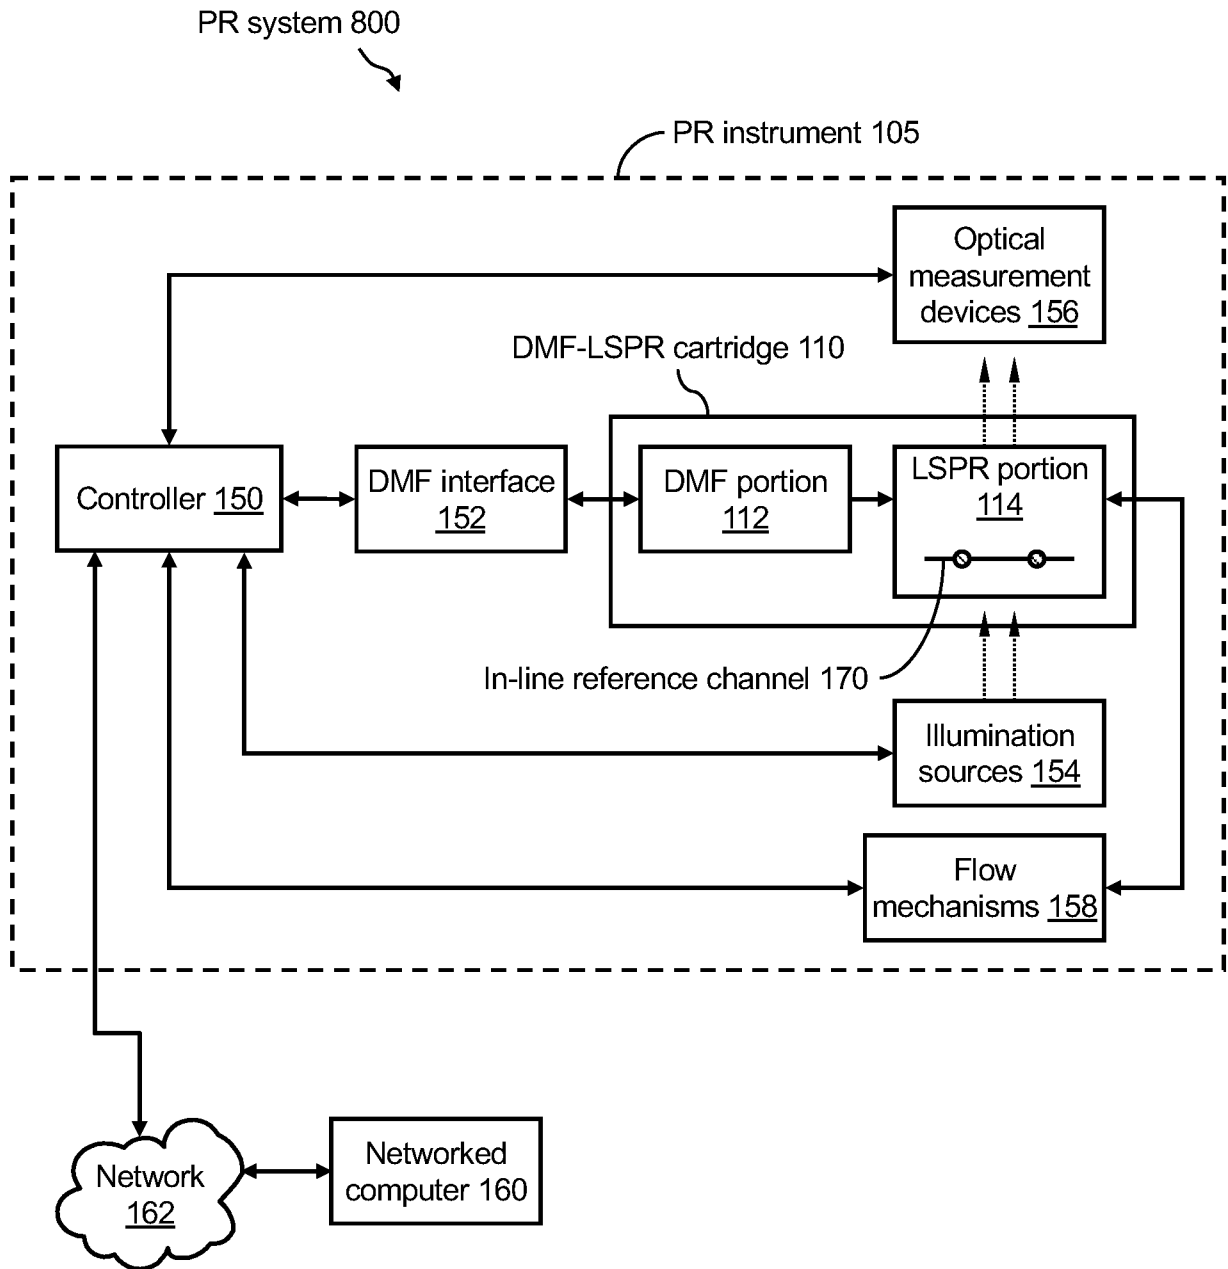 PR system 800
PR instrument 105
Optical
measurement
devices 156
DMF-LSPR cartridge 110
Controller 150
DMF interface
152
DMF portion
112
LSPR portion
114
In-line reference channel 170
Illumination
sources 154
Flow
mechanisms 158
Network
162
Networked
computer 160